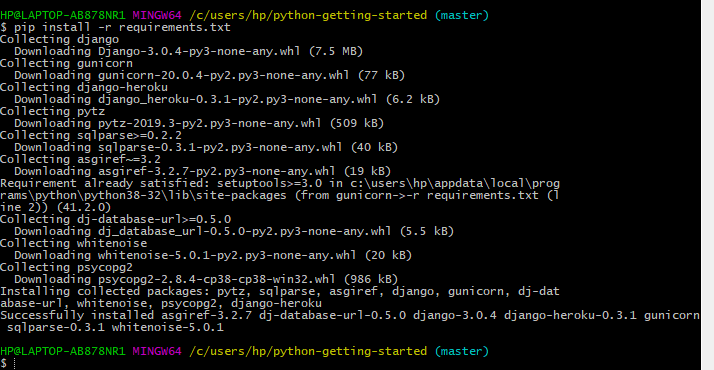 HP@LAPTOP-AB878NR1 MINGW64 /c/users/hp/python-getting-started (master)
$ pip install -r requirements.txt
Collecting django
  Downloading Django-3.0.4-py3-none-any.whl (7.5 MB)
Collecting gunicorn
  Downloading gunicorn-20.0.4-py2.py3-none-any.whl (77 kB)
Collecting django-heroku
  Downloading django_heroku-0.3.1-py2.py3-none-any.whl (6.2 kB)
Collecting pytz
  Downloading pytz-2019.3-py2.py3-none-any.whl (509 kB)
Collecting sqlparse>=0.2.2
  Downloading sqlparse-0.3.1-py2.py3-none-any.whl (40 kB)
Collecting asgiref~=3.2
  Downloading asgiref-3.2.7-py2.py3-none-any.whl (19 kB)
Requirement already satisfied: setuptools>=3.0 in c:\users\hp\appdata\local\prog
rams\python\python38-32\lib\site-packages (from gunicorn->-r requirements.txt (l
ine 2)) (41.2.0)
Collecting dj-database-url>=0.5.0
  Downloading dj_database_url-0.5.0-py2.py3-none-any.whl (5.5 kB)
Collecting whitenoise
  Downloading whitenoise-5.0.1-py2.py3-none-any.whl (20 kB)
Collecting psycopg2
  Downloading psycopg2-2.8.4-cp38-cp38-win32.whl (986 kB)
Installing collected packages: pytz, sqlparse, asgiref, django, gunicorn, dj-dat
abase-url, whitenoise, psycopg2, django-heroku
Successfully installed asgiref-3.2.7 dj-database-url-0.5.0 django-3.0.4 django-heroku-0.3.1 gunicorn
 sqlparse-0.3.1 whitenoise-5.0.1
HP@LAPTOP-AB878NR1 MINGW64 /c/users/hp/python-getting-started (master)
$